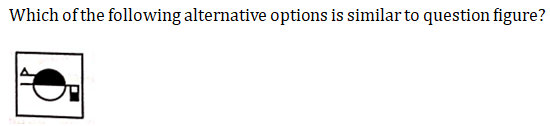 Which of the following alternative options is similar to question figure?